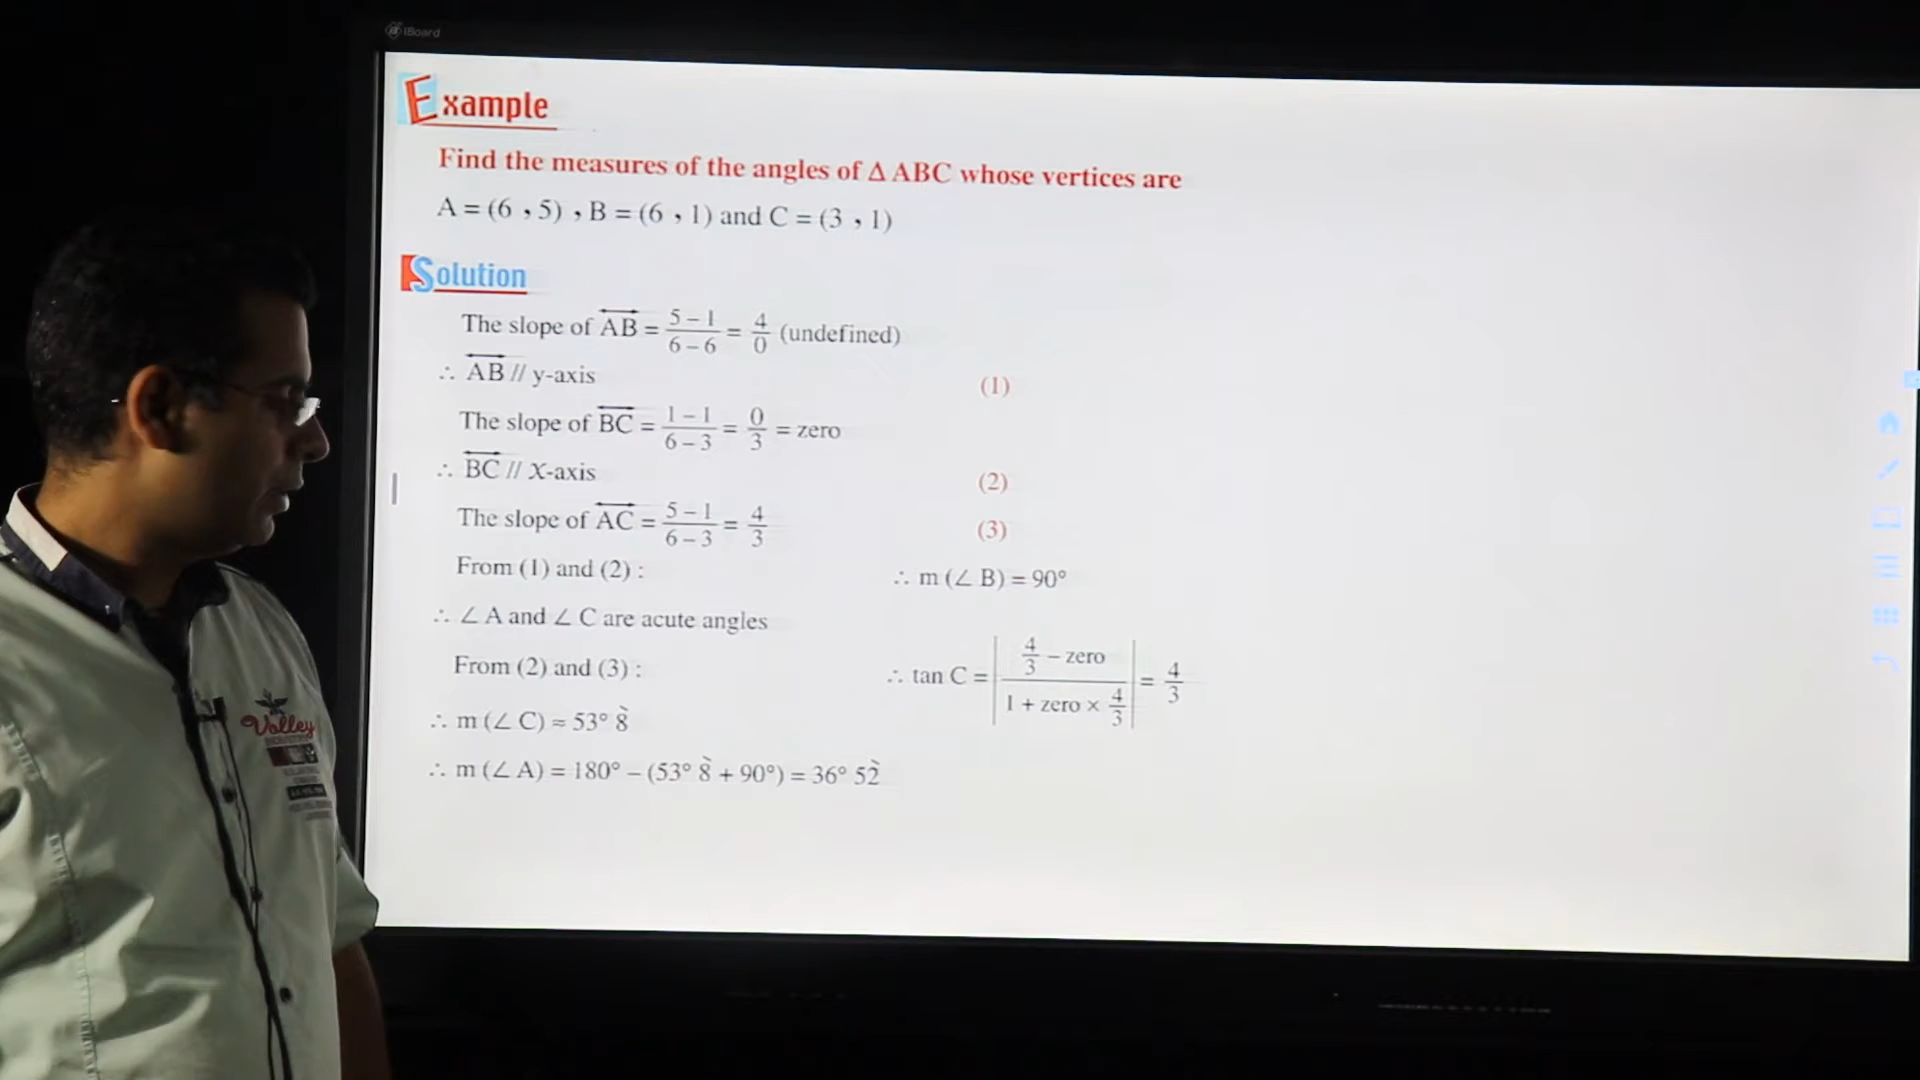 iBoard
Example
Find the measures of the angles of Δ ABC whose vertices are
A = (6 , 5) , B = (6 , 1) and C = (3 , 1)
Solution
The slope of AB = (5 – 1)/(6 – 6) = 4/0 (undefined)
∴ AB // y-axis (1)
The slope of BC = (1 – 1)/(6 – 3) = 0/3 = zero
∴ BC // X-axis (2)
The slope of AC = (5 – 1)/(6 – 3) = 4/3 (3)
From (1) and (2) : ∴ m (∠ B) = 90°
∴ ∠ A and ∠ C are acute angles
From (2) and (3) : ∴ tan C = | (4/3 – zero)/(1 + zero × 4/3) | = 4/3
∴ m (∠ C) ≈ 53° 8̀
∴ m (∠ A) = 180° – (53° 8̀ + 90°) = 36° 52̀
Volley